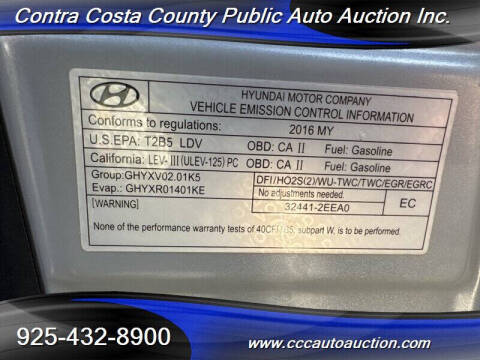 Contra Costa County Public Auto Auction Inc.
HYUNDAI MOTOR COMPANY
VEHICLE EMISSION CONTROL INFORMATION
Conforms to regulations: 2016 MY
U.S.EPA: T2B5 LDV OBD: CA II Fuel: Gasoline
California: LEV-III(ULEV-125) PC OBD: CA II Fuel: Gasoline
Group:GHYXV02.01K5
Evap.: GHYXR01401KE
DFI/HO2S(2)/WU-TWC/TWC/EGR/EGRC
No adjustments needed.
EC
[WARNING]
32441-2EEA0
None of the performance warranty tests of 40CFR85, subpart W. is to be performed.
925-432-8900
www.cccautoauction.com